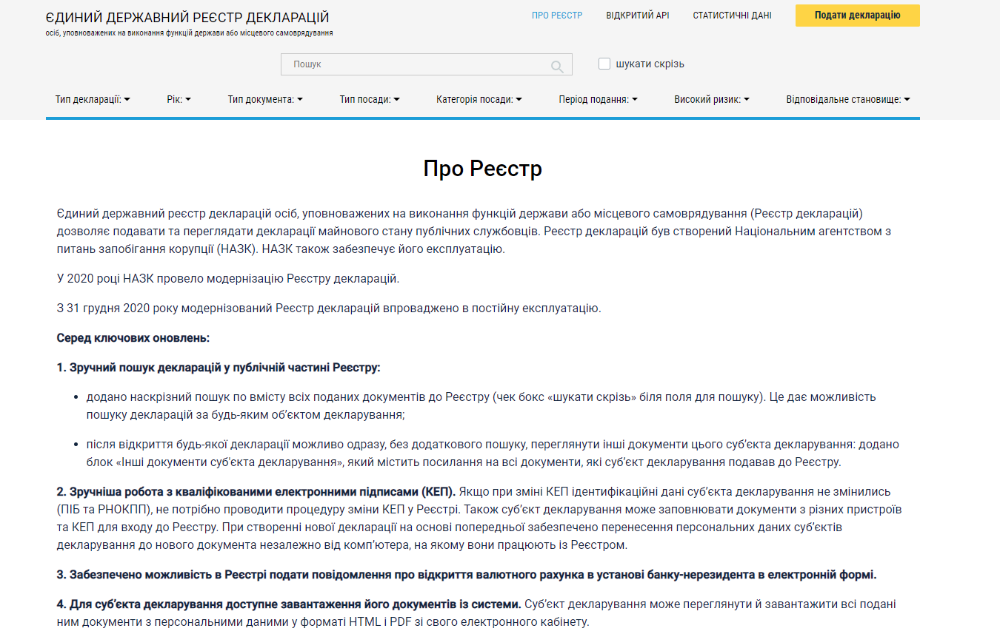 ЄДИНИЙ ДЕРЖАВНИЙ РЕЄСТР ДЕКЛАРАЦІЙ
осіб, уповноважених на виконання функцій держави або місцевого самоврядування
ПРО РЕЄСТР
ВІДКРИТИЙ АРІ
СТАТИСТИЧНІ ДАНІ
Подати декларацію
Пошук
шукати скрізь
Тип декларації:
Рік:
Тип документа:
Тип посади:
Категорія посади:
Період подання:
Високий ризик:
Відповідальне становище:
Про Реєстр
Єдиний державний реєстр декларацій осіб, уповноважених на виконання функцій держави або місцевого самоврядування (Реєстр декларацій)
дозволяє подавати та переглядати декларації майнового стану публічних службовців. Реєстр декларацій був створений Національним агентством з
питань запобігання корупції (НАЗК). НАЗК також забезпечує його експлуатацію.
У 2020 році НАЗК провело модернізацію Реєстру декларацій.
З 31 грудня 2020 року модернізований Реєстр декларацій впроваджено в постійну експлуатацію.
Серед ключових оновлень:
1. Зручний пошук декларацій у публічній частині Реєстру:
• додано наскрізний пошук по вмісту всіх поданих документів до Реєстру (чек бокс «шукати скрізь» біля поля для пошуку). Це дає можливість
пошуку декларацій за будь-яким об’єктом декларування;
• після відкриття будь-якої декларації можливо одразу, без додаткового пошуку, переглянути інші документи цього суб’єкта декларування: додано
блок «Інші документи суб'єкта декларування», який містить посилання на всі документи, які суб’єкт декларування подавав до Реєстру.
2. Зручніша робота з кваліфікованими електронними підписами (КЕП). Якщо при зміні КЕП ідентифікаційні дані суб’єкта декларування не змінились
(ПІБ та РНОКПП), не потрібно проводити процедуру зміни КЕП у Реєстрі. Також суб’єкт декларування може заповнювати документи з різних пристроїв
та КЕП для входу до Реєстру. При створенні нової декларації на основі попередньої забезпечено перенесення персональних даних суб’єктів
декларування до нового документа незалежно від комп’ютера, на якому вони працюють із Реєстром.
3. Забезпечено можливість в Реєстрі подати повідомлення про відкриття валютного рахунка в установі банку-нерезидента в електронній формі.
4. Для суб’єкта декларування доступне завантаження його документів із системи. Суб’єкт декларування може переглянути й завантажити всі подані
ним документи з персональними даними у форматі HTML і PDF зі свого електронного кабінету.